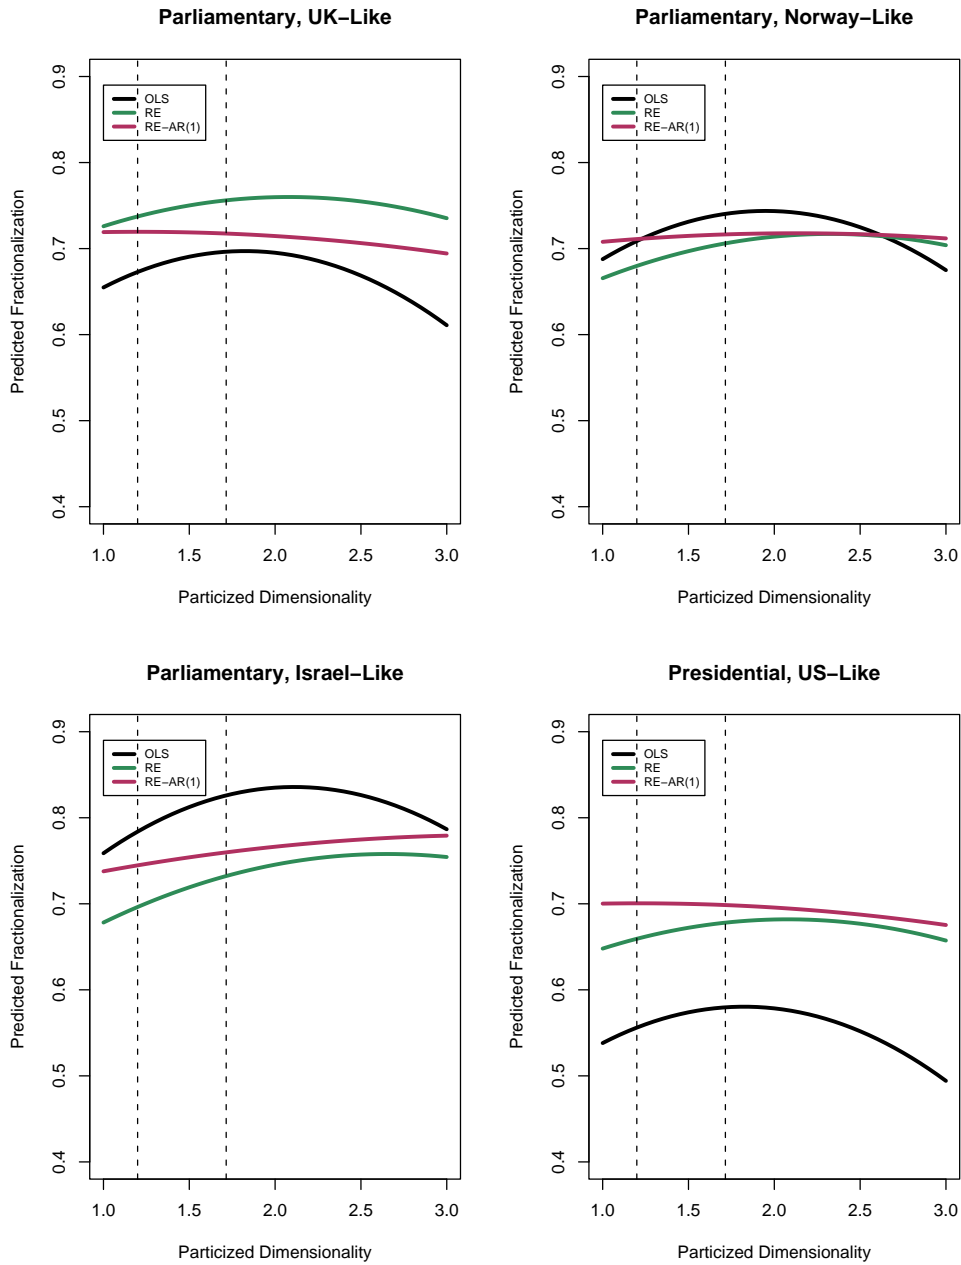 Parliamentary, UK−Like
Predicted Fractionalization
0.9
0.8
0.7
0.6
0.5
0.4
OLS
RE
RE−AR(1)
1.0 1.5 2.0 2.5 3.0
Particized Dimensionality
Parliamentary, Norway−Like
Predicted Fractionalization
0.9
0.8
0.7
0.6
0.5
0.4
OLS
RE
RE−AR(1)
1.0 1.5 2.0 2.5 3.0
Particized Dimensionality
Parliamentary, Israel−Like
Predicted Fractionalization
0.9
0.8
0.7
0.6
0.5
0.4
OLS
RE
RE−AR(1)
1.0 1.5 2.0 2.5 3.0
Particized Dimensionality
Presidential, US−Like
Predicted Fractionalization
0.9
0.8
0.7
0.6
0.5
0.4
OLS
RE
RE−AR(1)
1.0 1.5 2.0 2.5 3.0
Particized Dimensionality